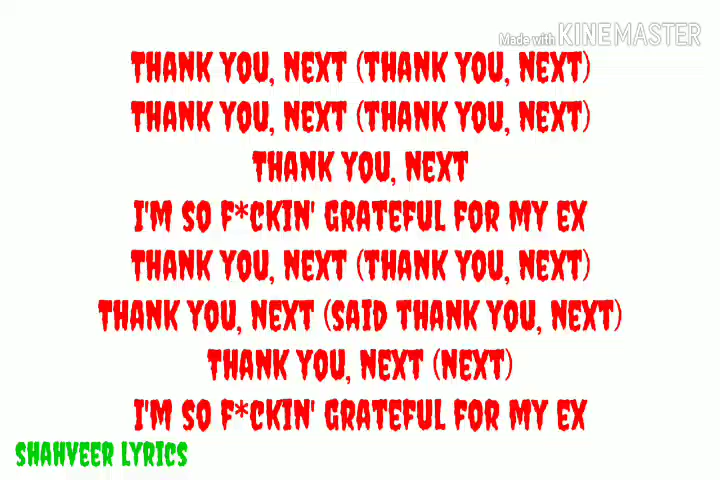 Made with KINEMASTER
THANK YOU, NEXT (THANK YOU, NEXT)
THANK YOU, NEXT (THANK YOU, NEXT)
THANK YOU, NEXT
I'M SO F*CKIN' GRATEFUL FOR MY EX
THANK YOU, NEXT (THANK YOU, NEXT)
THANK YOU, NEXT (SAID THANK YOU, NEXT)
THANK YOU, NEXT (NEXT)
I'M SO F*CKIN' GRATEFUL FOR MY EX
SHAHVEER LYRICS